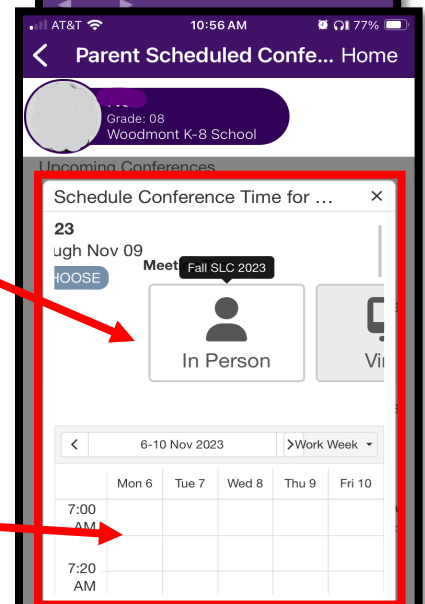 AT&T 10:56 AM 77%
Parent Scheduled Confe... Home
Grade: 08
Woodmont K-8 School
Upcoming Conferences
Schedule Conference Time for ... ×
23
ugh Nov 09
HOOSE
Fall SLC 2023
In Person
Vi
6-10 Nov 2023 Work Week
Mon 6 Tue 7 Wed 8 Thu 9 Fri 10
7:00
AM
7:20
AM